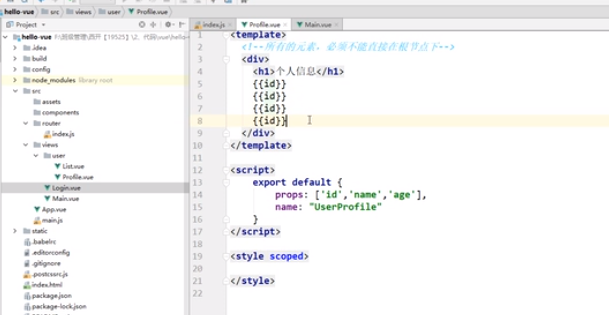 hello-vue src views user Profile.vue
Project
hello-vue
.idea
build
config
node_modules library root
src
assets
components
router
index.js
views
user
List.vue
Profile.vue
Login.vue
Main.vue
App.vue
main.js
static
.babelrc
.editorconfig
.gitignore
.postcssrc.js
index.html
package.json
package-lock.json
index.js Profile.vue Main.vue
1 <template>
2 <!--所有的元素，必须不能直接在根节点下-->
3 <div>
4 <h1>个人信息</h1>
5 {{id}}
6 {{id}}
7 {{id}}
8 {{id}}
9 </div>
10 </template>
11
12 <script>
13 export default {
14 props: ['id','name','age'],
15 name: "UserProfile"
16 }
17 </script>
18
19 <style scoped>
20
21 </style>
22